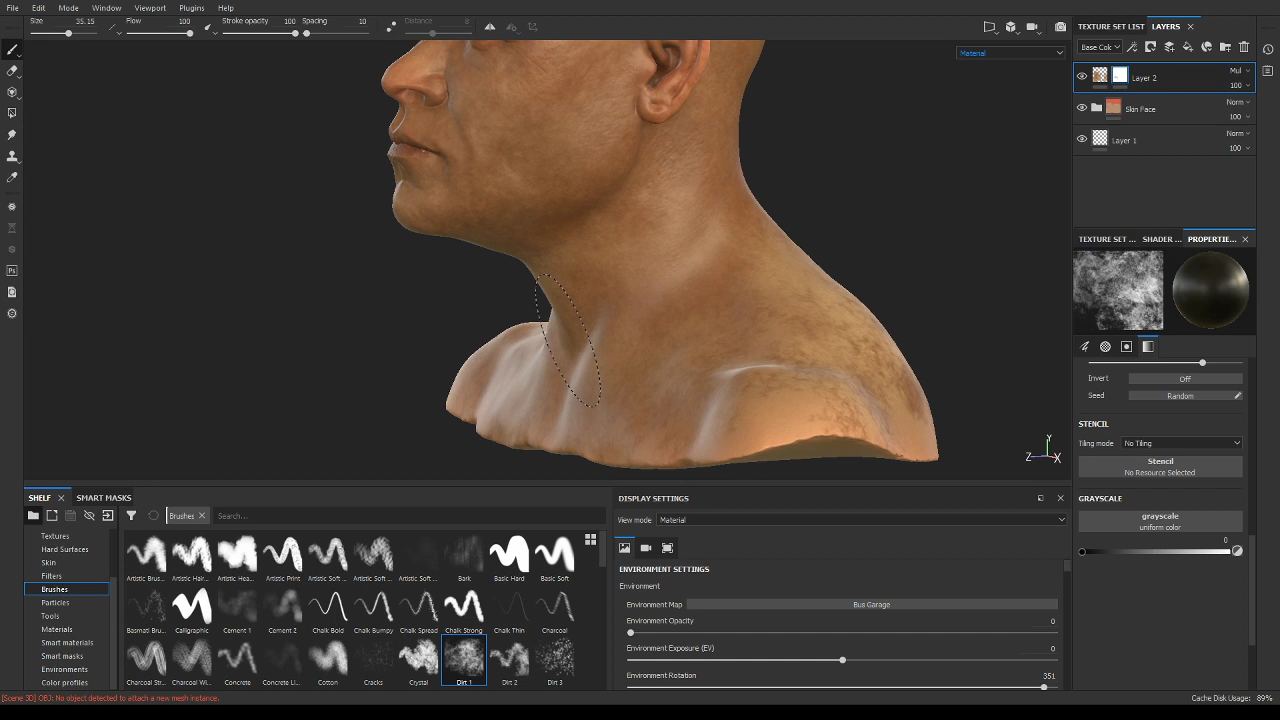 File Edit Mode Window Viewport Plugins Help
Size 35.15 Flow 100 Stroke opacity 100 Spacing 10 Distance 8
Material
TEXTURE SET LIST LAYERS
Base Col
Layer 2 Mul 100
Skin Face Norm 100
Layer 1 Norm 100
TEXTURE SET ... SHADER ... PROPERTIE...
Invert Off
Seed Random
STENCIL
Tiling mode No Tiling
Stencil
No Resource Selected
GRAYSCALE
grayscale
uniform color
0
Y
Z X
SHELF SMART MASKS
Brushes Search...
Textures
Hard Surfaces
Skin
Filters
Brushes
Particles
Tools
Materials
Smart materials
Smart masks
Environments
Color profiles
Artistic Brus... Artistic Hair... Artistic Hea... Artistic Print Artistic Soft ... Artistic Soft ... Artistic Soft ... Bark Basic Hard Basic Soft
Basmati Bru... Calligraphic Cement 1 Cement 2 Chalk Bold Chalk Bumpy Chalk Spread Chalk Strong Chalk Thin Charcoal
Charcoal Str... Charcoal Wi... Concrete Concrete Li... Cotton Cracks Crystal Dirt 1 Dirt 2 Dirt 3
DISPLAY SETTINGS
View mode Material
ENVIRONMENT SETTINGS
Environment
Environment Map Bus Garage
Environment Opacity 0
Environment Exposure (EV) 0
Environment Rotation 351
[Scene 3D] OBJ: No object detected to attach a new mesh instance.
Cache Disk Usage: 89%
Ps